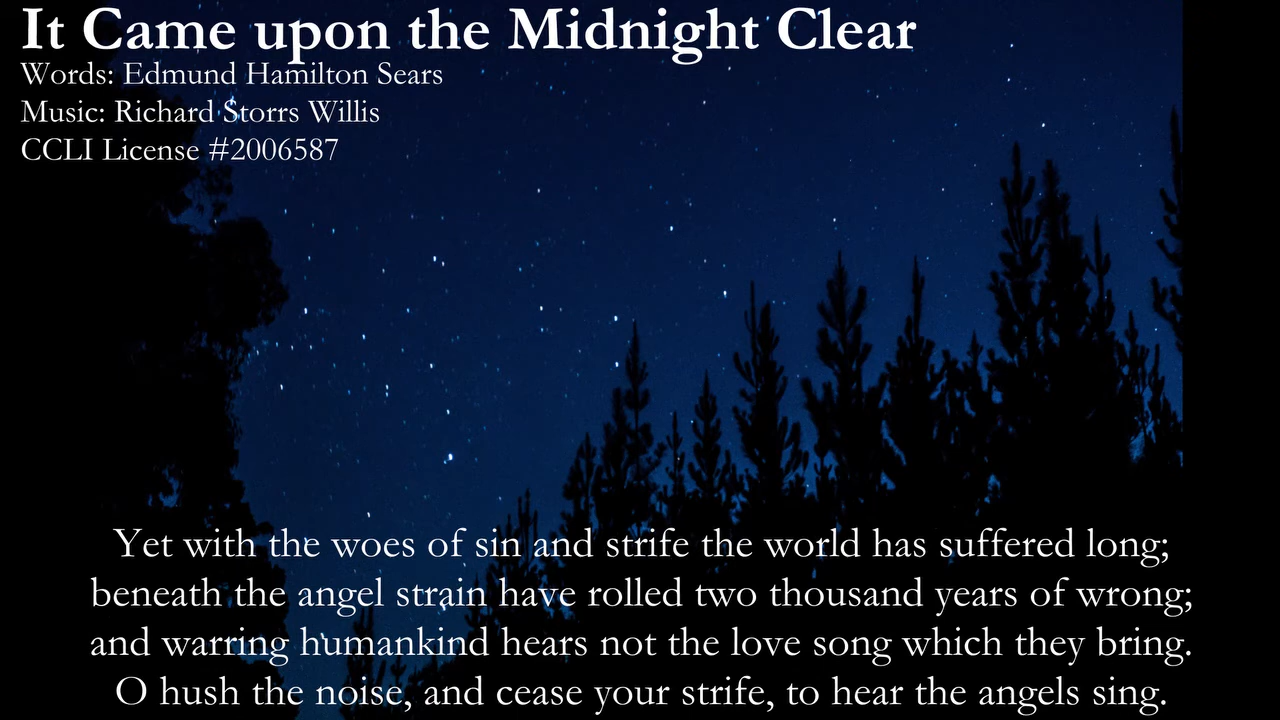 It Came upon the Midnight Clear
Words: Edmund Hamilton Sears
Music: Richard Storrs Willis
CCLI License #2006587
Yet with the woes of sin and strife the world has suffered long;
beneath the angel strain have rolled two thousand years of wrong;
and warring humankind hears not the love song which they bring.
O hush the noise, and cease your strife, to hear the angels sing.